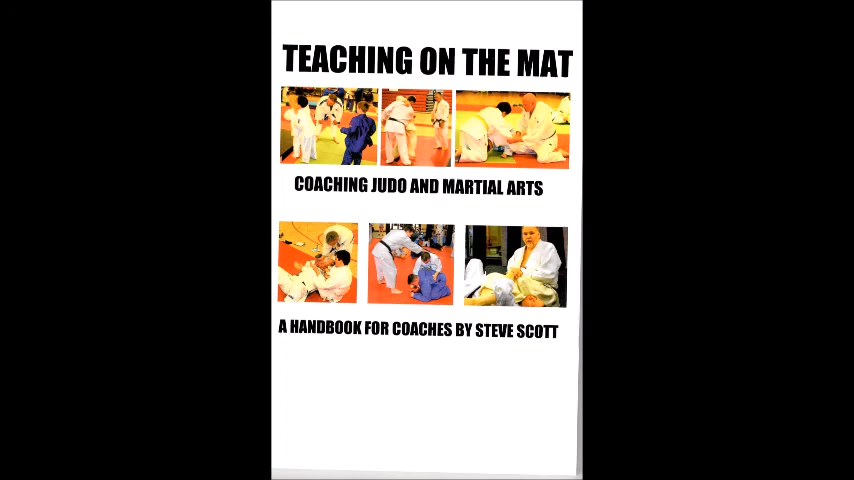 TEACHING ON THE MAT
COACHING JUDO AND MARTIAL ARTS
A HANDBOOK FOR COACHES BY STEVE SCOTT